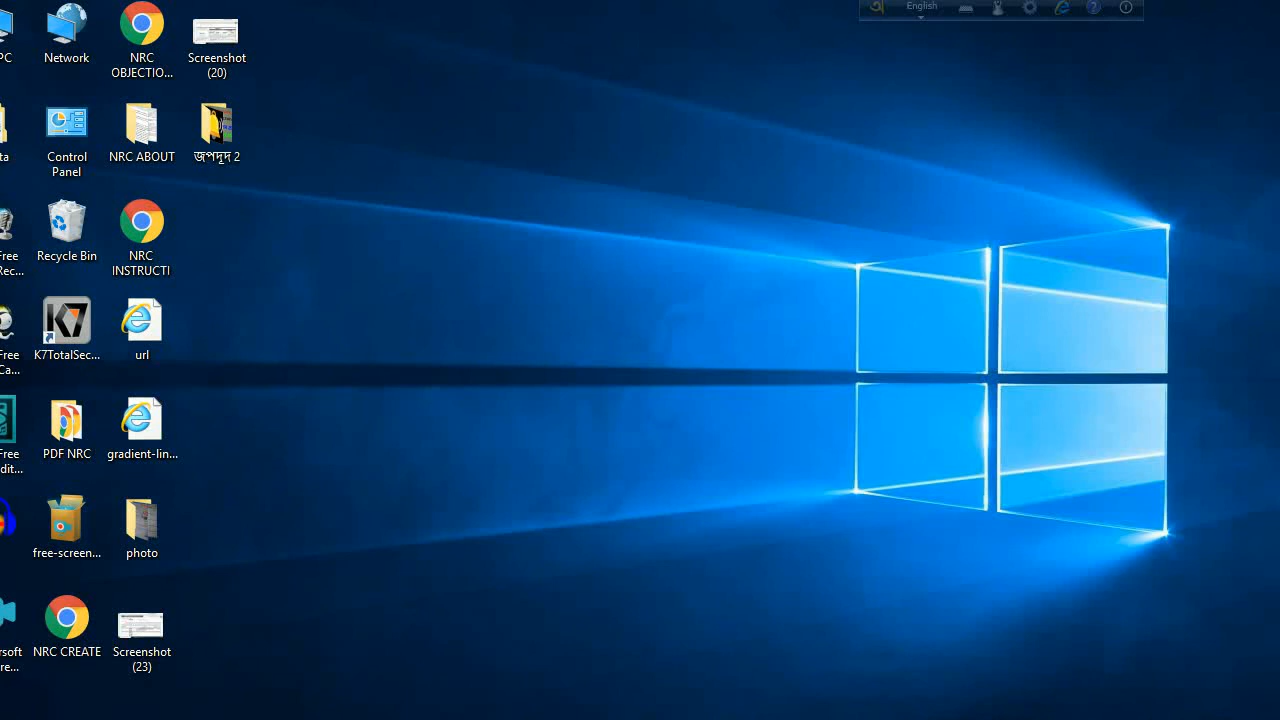 English
PC
Network
NRC
OBJECTIO...
Screenshot
(20)
ta
Control
Panel
NRC ABOUT
জপদূদ 2
Free
Rec...
Recycle Bin
NRC
INSTRUCTI
Free
Ca...
K7TotalSec...
url
Free
dit...
PDF NRC
gradient-lin...
free-screen...
photo
rsoft
re...
NRC CREATE
Screenshot
(23)